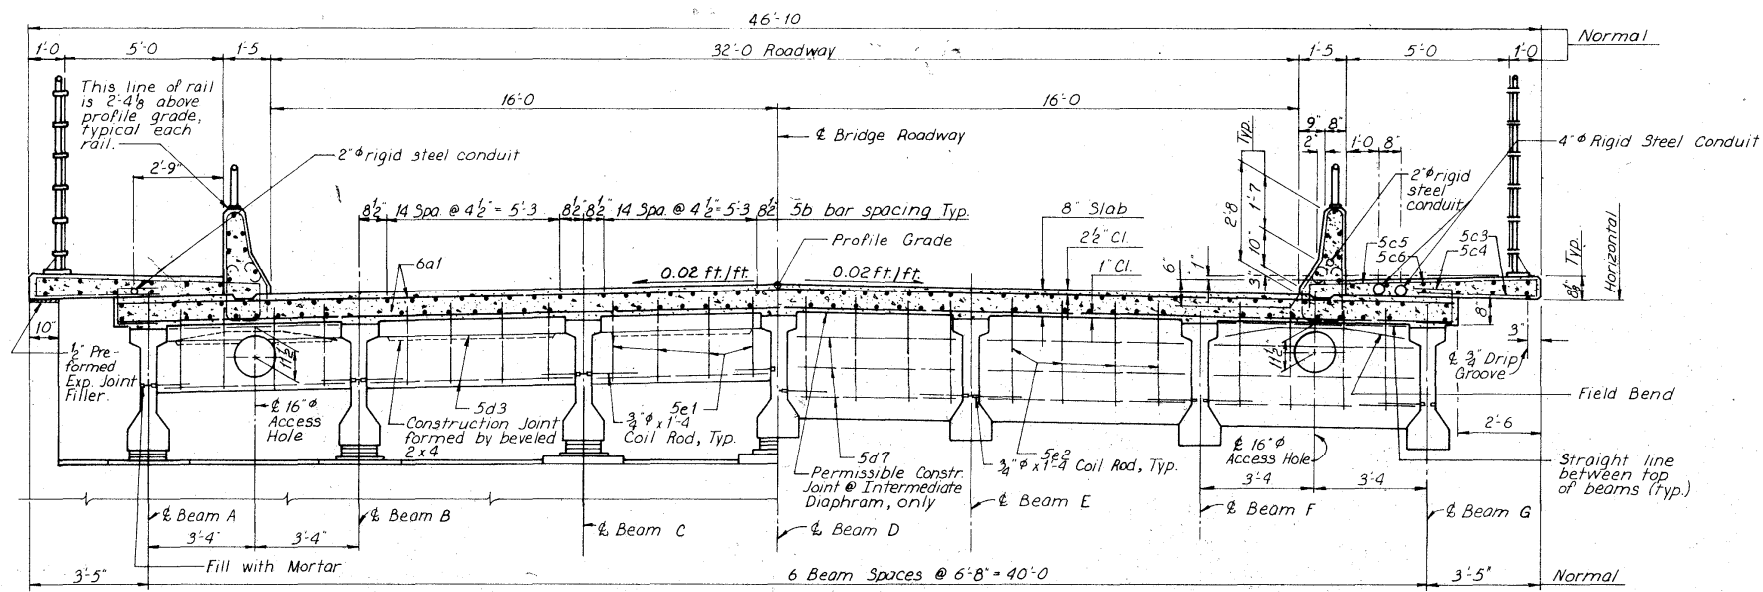 46'-10
Normal
1'-0
5'-0
1'-5
32'-0 Roadway
1'-5
5'-0
1'-0
This line of rail
is 2'-4⅛ above
profile grade,
typical each
rail.
16'-0
16'-0
℄ Bridge Roadway
Typ.
9" 8"
2"
1'-0 8"
4" ϕ Rigid Steel Conduit
2" ϕ rigid steel conduit
2'-9"
2" ϕ rigid
steel
conduit
8½" 14 Spa. @ 4½" = 5'-3 8½" 8½" 14 Spa. @ 4½" = 5'-3 8½" 5b bar spacing Typ.
8" Slab
2'-8
1'-7
10"
3"
Profile Grade
2½" Cl.
1" Cl.
6"
1"
5c5
5c6
5c3
5c4
Typ.
Horizontal
6a1
0.02 ft./ft.
0.02 ft./ft.
8"
10"
½" Pre-
formed
Exp. Joint
Filler.
11½"
11½"
3"
℄ ¾" Drip
Groove
Field Bend
℄ 16" ϕ
Access
Hole
5d3
Construction Joint
formed by beveled
2 x 4
5e1
¾" ϕ x 1'-4
Coil Rod, Typ.
5d7
Permissible Constr.
Joint @ Intermediate
Diaphram, only
5e2
¾" ϕ x 1'-4 Coil Rod, Typ.
℄ 16" ϕ
Access Hole
2'-6
Straight line
between top
of beams (typ.)
3'-4
3'-4
℄ Beam A
℄ Beam B
℄ Beam C
℄ Beam D
℄ Beam E
℄ Beam F
℄ Beam G
3'-4"
3'-4"
Fill with Mortar
3'-5"
6 Beam Spaces @ 6'-8" = 40'-0
3'-5"
Normal